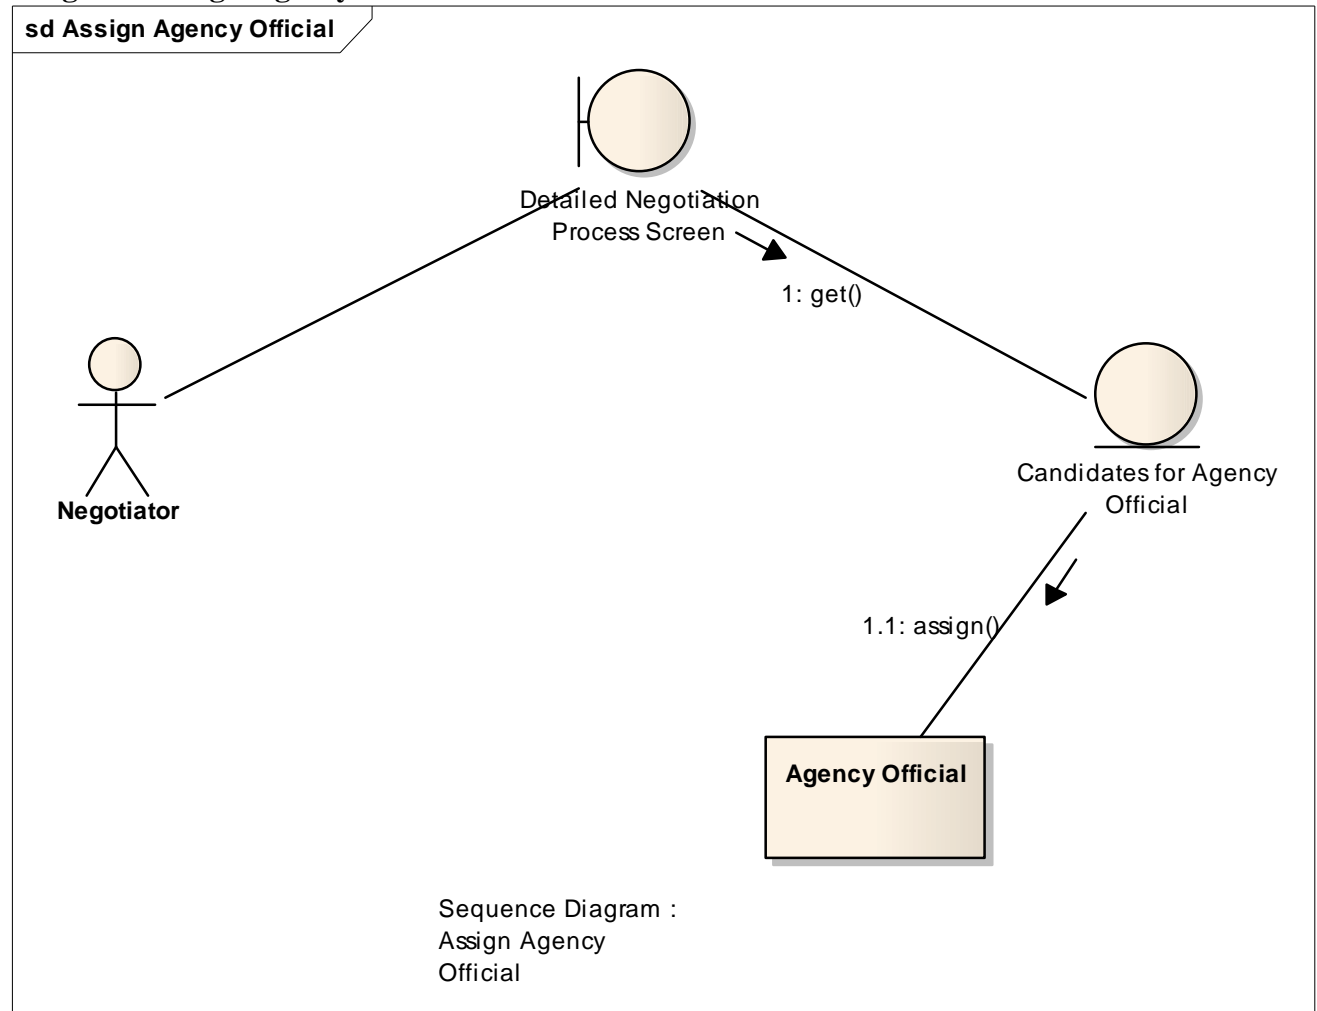 sd Assign Agency Official
Detailed Negotiation
Process Screen
1: get()
Negotiator
Candidates for Agency
Official
1.1: assign()
Agency Official
Sequence Diagram :
Assign Agency
Official